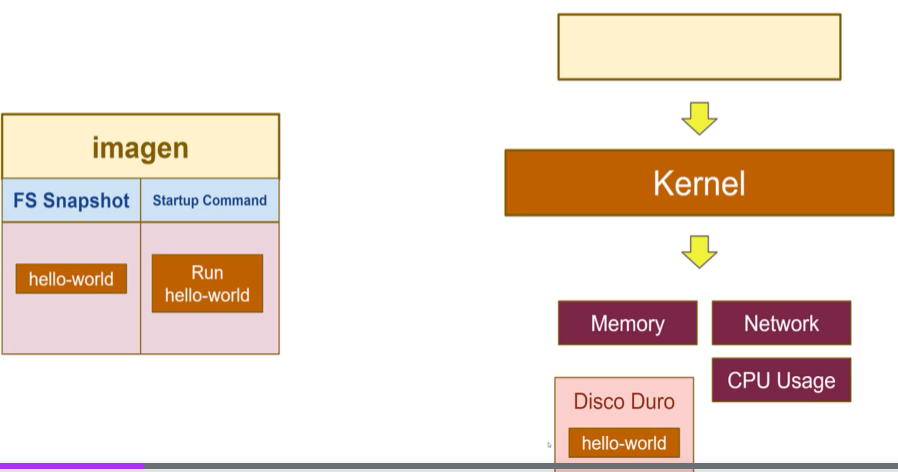 imagen
FS Snapshot
Startup Command
hello-world
Run
hello-world
Kernel
Memory
Network
CPU Usage
Disco Duro
hello-world